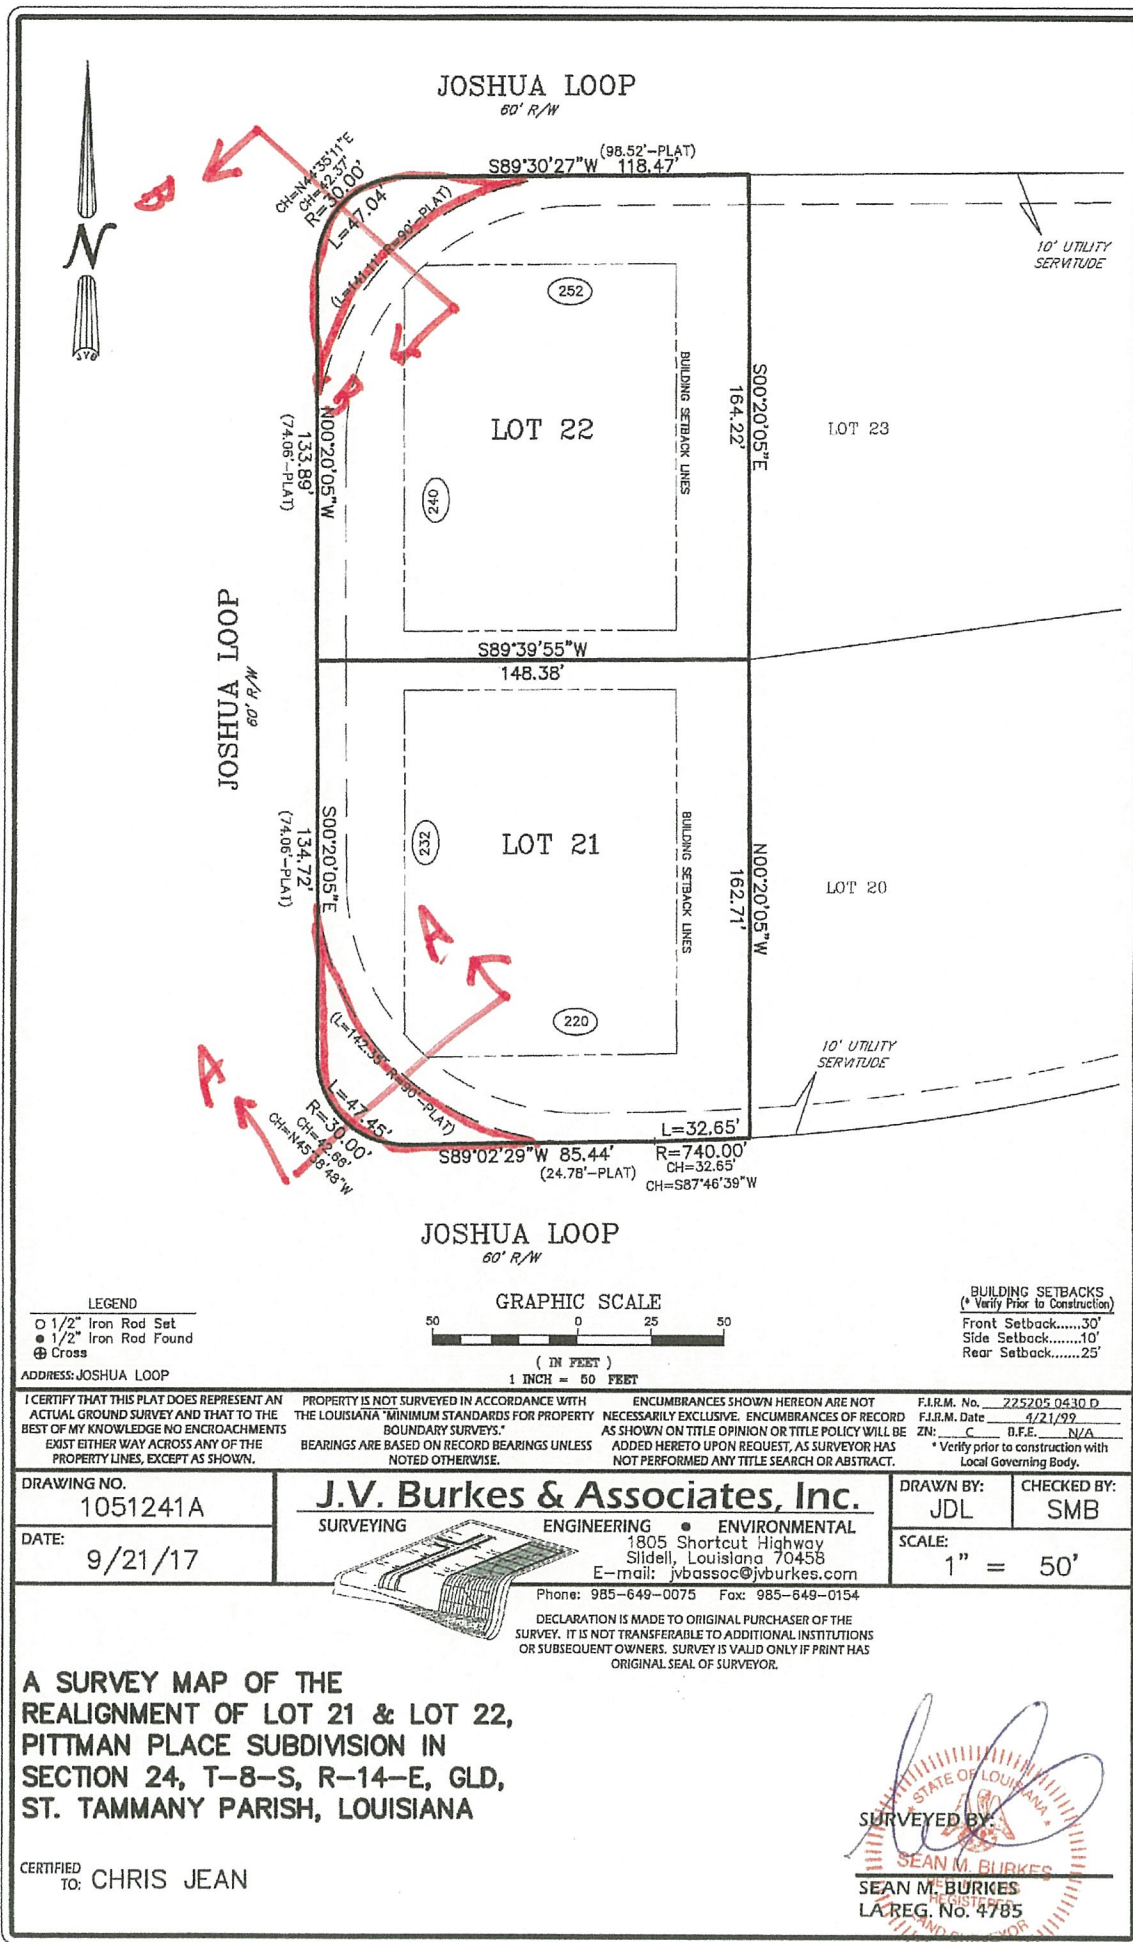 JOSHUA LOOP
60' R/W
(98.52'-PLAT)
S89°30'27"W 118.47'
CH=N44°35'11"E
CH=42.37'
R=30.00'
L=47.04'
(L=141.11' R=90'-PLAT)
B
B
N
JVB
10' UTILITY
SERVITUDE
252
BUILDING SETBACK LINES
S00°20'05"E
164.22'
LOT 22
LOT 23
N00°20'05"W
133.89'
(74.06'-PLAT)
240
JOSHUA LOOP
60' R/W
S89°39'55"W
148.38'
S00°20'05"E
134.72'
(74.06'-PLAT)
232
LOT 21
BUILDING SETBACK LINES
N00°20'05"W
162.71'
LOT 20
A
A
220
10' UTILITY
SERVITUDE
(L=142.35' R=90'-PLAT)
L=47.45'
R=30.00'
CH=42.66'
L=32.65'
S89°02'29"W 85.44'
(24.78'-PLAT)
R=740.00'
CH=32.65'
CH=S87°46'39"W
JOSHUA LOOP
60' R/W
LEGEND
1/2" Iron Rod Set
1/2" Iron Rod Found
Cross
ADDRESS: JOSHUA LOOP
GRAPHIC SCALE
50 0 25 50
( IN FEET )
1 INCH = 50 FEET
BUILDING SETBACKS
(* Verify Prior to Construction)
Front Setback......30'
Side Setback........10'
Rear Setback.......25'
I CERTIFY THAT THIS PLAT DOES REPRESENT AN
ACTUAL GROUND SURVEY AND THAT TO THE
BEST OF MY KNOWLEDGE NO ENCROACHMENTS
EXIST EITHER WAY ACROSS ANY OF THE
PROPERTY LINES, EXCEPT AS SHOWN.
PROPERTY IS NOT SURVEYED IN ACCORDANCE WITH
THE LOUISIANA "MINIMUM STANDARDS FOR PROPERTY
BOUNDARY SURVEYS."
BEARINGS ARE BASED ON RECORD BEARINGS UNLESS
NOTED OTHERWISE.
ENCUMBRANCES SHOWN HEREON ARE NOT
NECESSARILY EXCLUSIVE. ENCUMBRANCES OF RECORD
AS SHOWN ON TITLE OPINION OR TITLE POLICY WILL BE
ADDED HERETO UPON REQUEST, AS SURVEYOR HAS
NOT PERFORMED ANY TITLE SEARCH OR ABSTRACT.
F.I.R.M. No. 225205 0430 D
F.I.R.M. Date 4/21/99
ZN: C B.F.E. N/A
* Verify prior to construction with
Local Governing Body.
DRAWING NO.
1051241A
DATE:
9/21/17
J.V. Burkes & Associates, Inc.
SURVEYING ENGINEERING ● ENVIRONMENTAL
1805 Shortcut Highway
Slidell, Louisiana 70458
E-mail: jvbassoc@jvburkes.com
Phone: 985-649-0075 Fax: 985-649-0154
DRAWN BY:
JDL
CHECKED BY:
SMB
SCALE:
1" = 50'
DECLARATION IS MADE TO ORIGINAL PURCHASER OF THE
SURVEY. IT IS NOT TRANSFERABLE TO ADDITIONAL INSTITUTIONS
OR SUBSEQUENT OWNERS. SURVEY IS VALID ONLY IF PRINT HAS
ORIGINAL SEAL OF SURVEYOR.
A SURVEY MAP OF THE
REALIGNMENT OF LOT 21 & LOT 22,
PITTMAN PLACE SUBDIVISION IN
SECTION 24, T-8-S, R-14-E, GLD,
ST. TAMMANY PARISH, LOUISIANA
CERTIFIED
TO: CHRIS JEAN
STATE OF LOUISIANA
SURVEYED BY:
SEAN M. BURKES
REGISTERED
LAND SURVEYOR
SEAN M. BURKES
LA REG. No. 4785